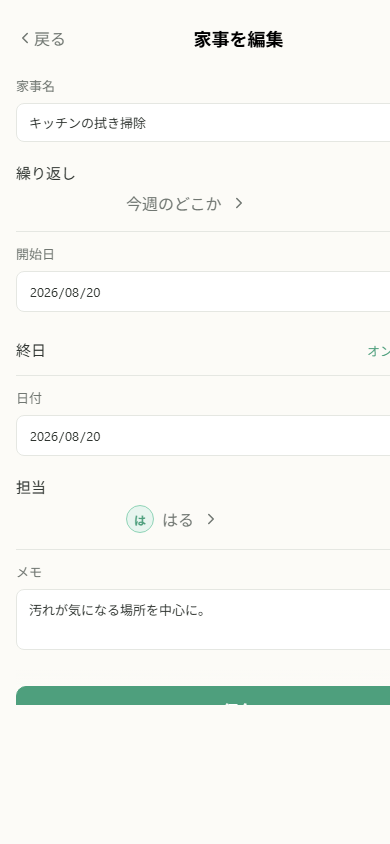 戻る
家事を編集
家事名
キッチンの拭き掃除
繰り返し
今週のどこか
開始日
2026/08/20
終日
オン
日付
2026/08/20
担当
は はる
メモ
汚れが気になる場所を中心に。